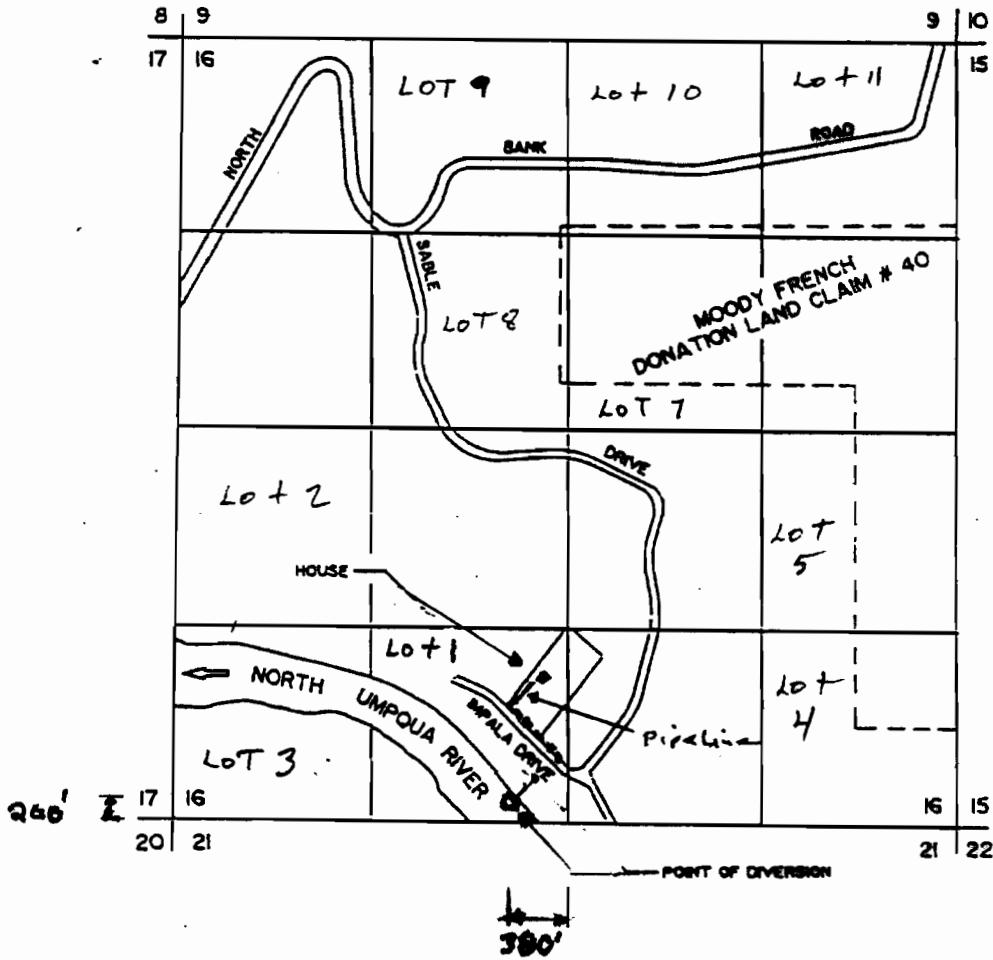 8 9
9 10
17 16
15
LOT 9
Lot 10
Lot 11
NORTH
BANK
ROAD
SABLE
MOODY FRENCH
DONATION LAND CLAIM # 40
LOT 8
LOT 7
DRIVE
Lot 2
LOT
5
HOUSE
Lot 1
NORTH UMPQUA RIVER
IMPALA DRIVE
Pipeline
Lot
4
LOT 3
260'
17 16
16 15
20 21
21 22
POINT OF DIVERSION
380'